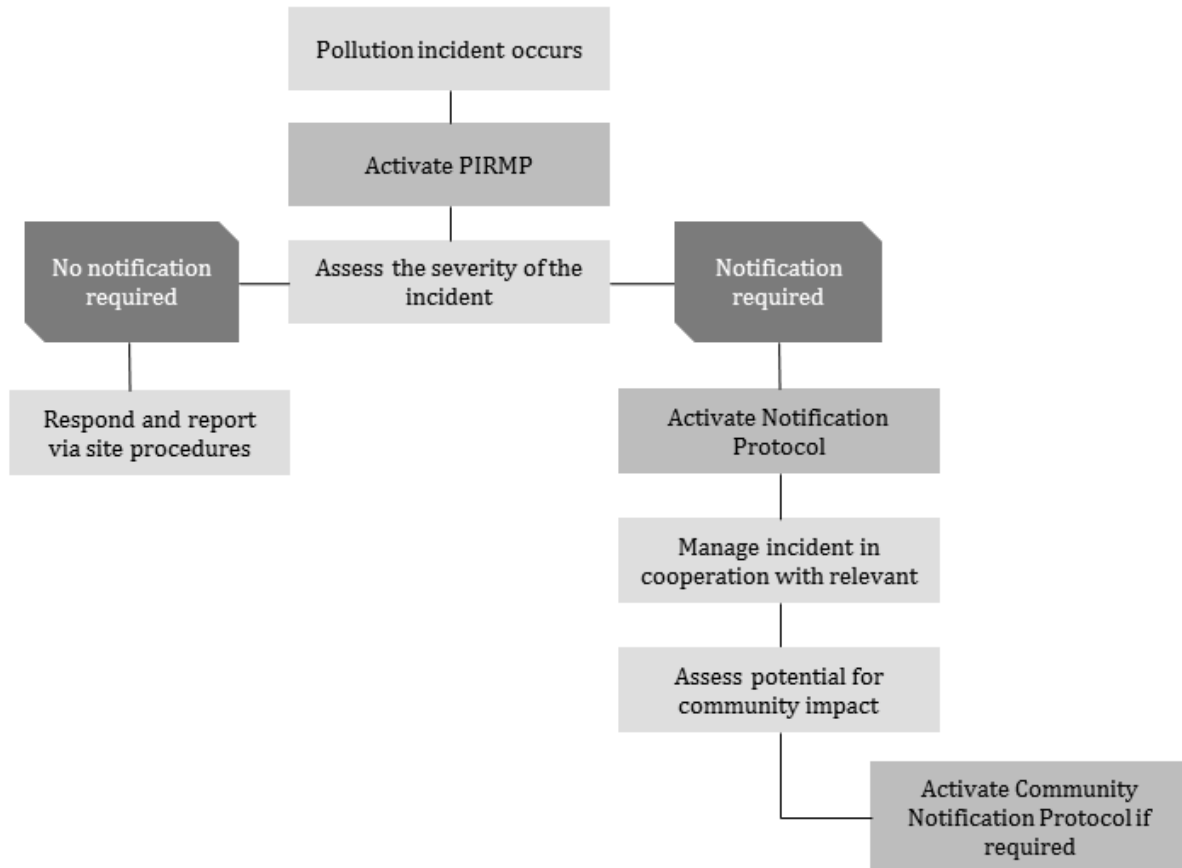 Pollution incident occurs
Activate PIRMP
Assess the severity of the
incident
No notification
required
Notification
required
Respond and report
via site procedures
Activate Notification
Protocol
Manage incident in
cooperation with relevant
Assess potential for
community impact
Activate Community
Notification Protocol if
required